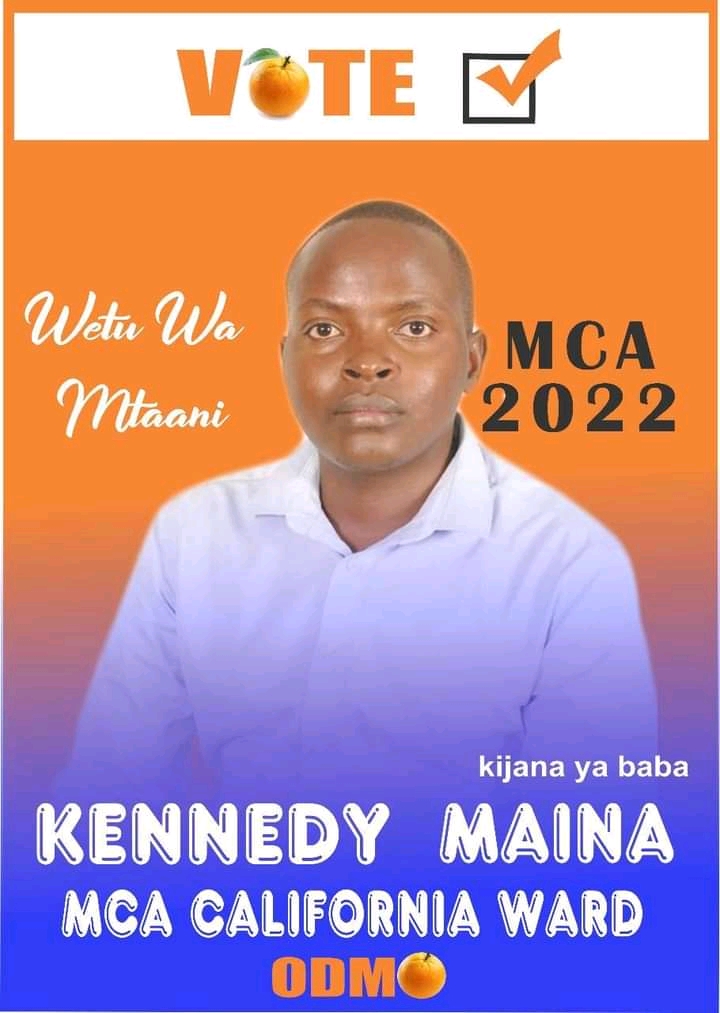 VOTE
Wetu Wa
Mtaani
MCA
2022
kijana ya baba
KENNEDY MAINA
MCA CALIFORNIA WARD
ODM